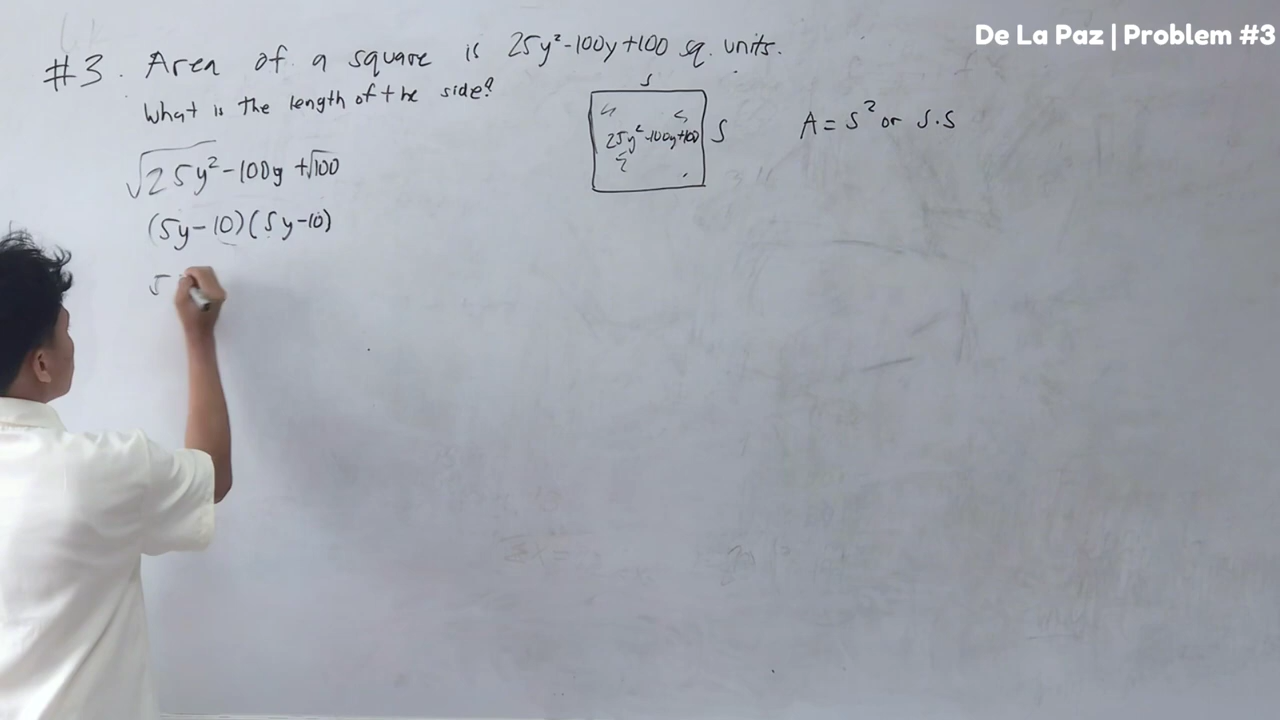 De La Paz | Problem #3
#3. Area of a square is 25y²-100y+100 sq. units.
What is the length of the side?
√25y²-100y+√100
(5y-10)(5y-10)
5
s
25y²-100y+100
s
A=s² or s.s